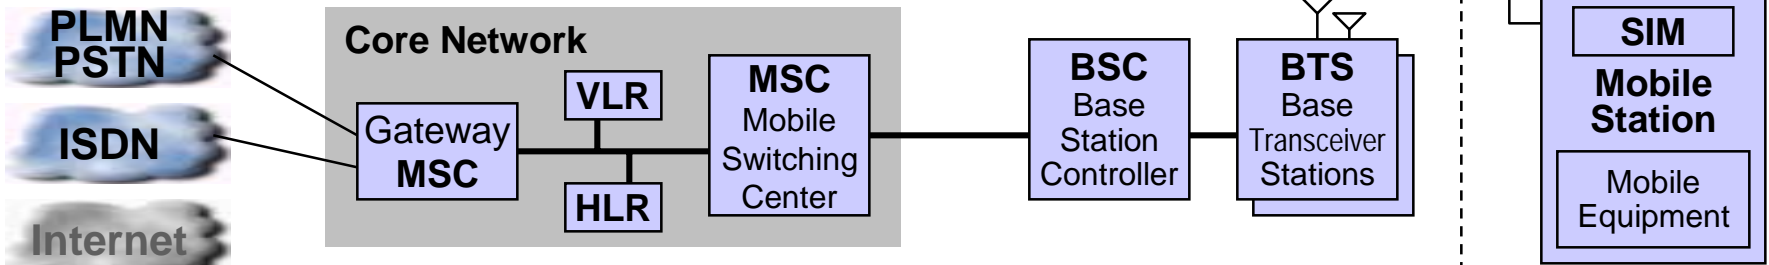 PLMN
PSTN
ISDN
Internet
Core Network
Gateway
MSC
VLR
HLR
MSC
Mobile
Switching
Center
BSC
Base
Station
Controller
BTS
Base
Transceiver
Stations
SIM
Mobile
Station
Mobile
Equipment